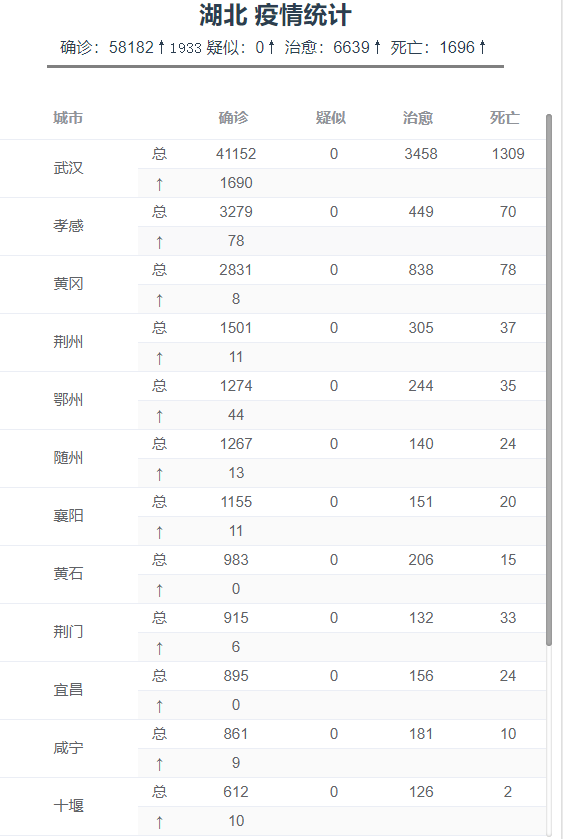 湖北 疫情统计
确诊：58182↑1933 疑似：0↑ 治愈：6639↑ 死亡：1696↑
城市 确诊 疑似 治愈 死亡
武汉 总 41152 0 3458 1309
↑ 1690
孝感 总 3279 0 449 70
↑ 78
黄冈 总 2831 0 838 78
↑ 8
荆州 总 1501 0 305 37
↑ 11
鄂州 总 1274 0 244 35
↑ 44
随州 总 1267 0 140 24
↑ 13
襄阳 总 1155 0 151 20
↑ 11
黄石 总 983 0 206 15
↑ 0
荆门 总 915 0 132 33
↑ 6
宜昌 总 895 0 156 24
↑ 0
咸宁 总 861 0 181 10
↑ 9
十堰 总 612 0 126 2
↑ 10